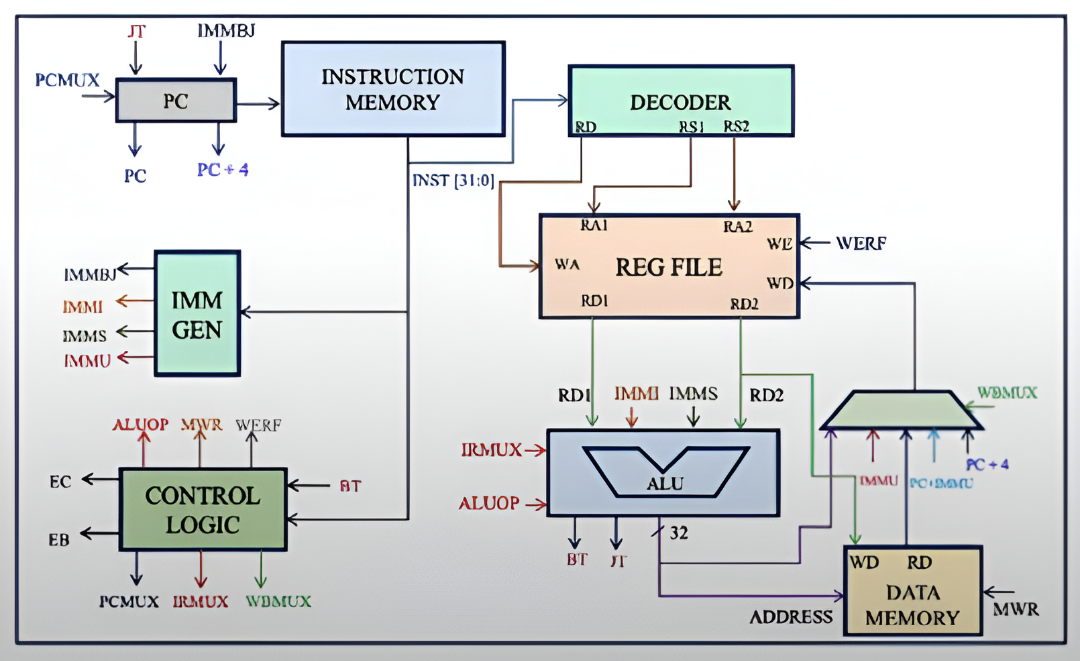 JT
IMMBJ
PCMUX
PC
INSTRUCTION
MEMORY
DECODER
RD
RS1
RS2
PC
PC + 4
INST [31:0]
RA1
RA2
WE
WERF
WA
REG FILE
WD
RD1
RD2
IMMBJ
IMMI
IMMS
IMMU
IMM
GEN
RD1
IMMI
IMMS
RD2
WBMUX
ALUOP
MWR
WERF
IRMUX
ALU
ALUOP
IMMU
PC+IMMU
PC + 4
EC
EB
CONTROL
LOGIC
BT
BT
JT
32
PCMUX
IRMUX
WBMUX
WD
RD
DATA
MEMORY
ADDRESS
MWR